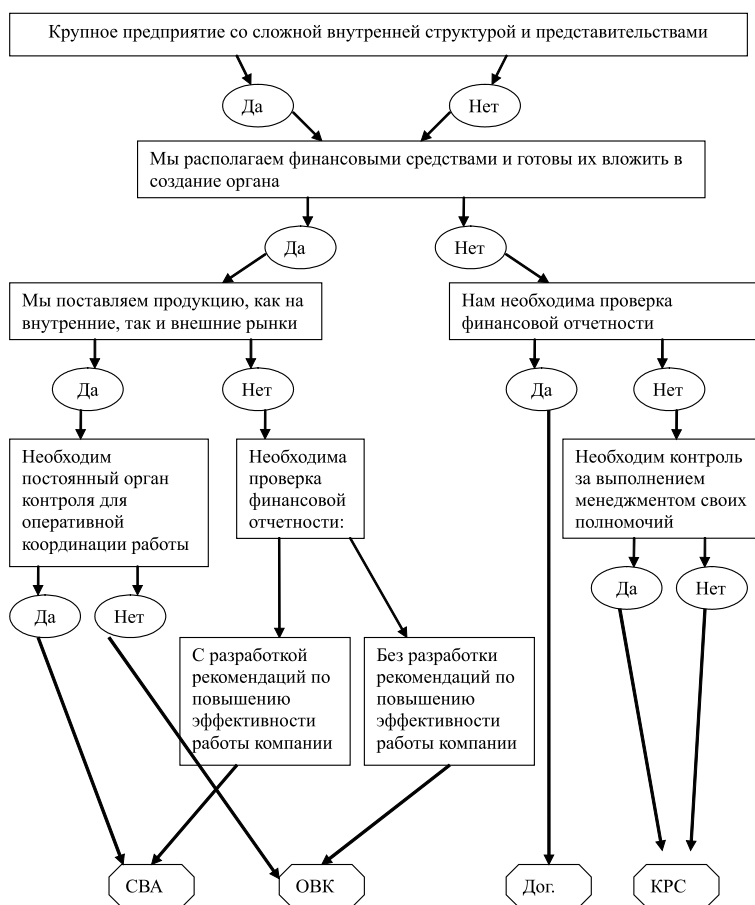 Крупное предприятие со сложной внутренней структурой и представительствами
Да
Нет
Мы располагаем финансовыми средствами и готовы их вложить в
создание органа
Да
Нет
Мы поставляем продукцию, как на
внутренние, так и внешние рынки
Нам необходима проверка
финансовой отчетности
Да
Нет
Да
Нет
Необходим
постоянный орган
контроля для
оперативной
координации работы
Необходима
проверка
финансовой
отчетности:
Необходим контроль
за выполнением
менеджментом своих
полномочий
Да
Нет
Да
Нет
С разработкой
рекомендаций по
повышению
эффективности
работы компании
Без разработки
рекомендаций по
повышению
эффективности
работы компании
СВА
ОВК
Дог.
КРС